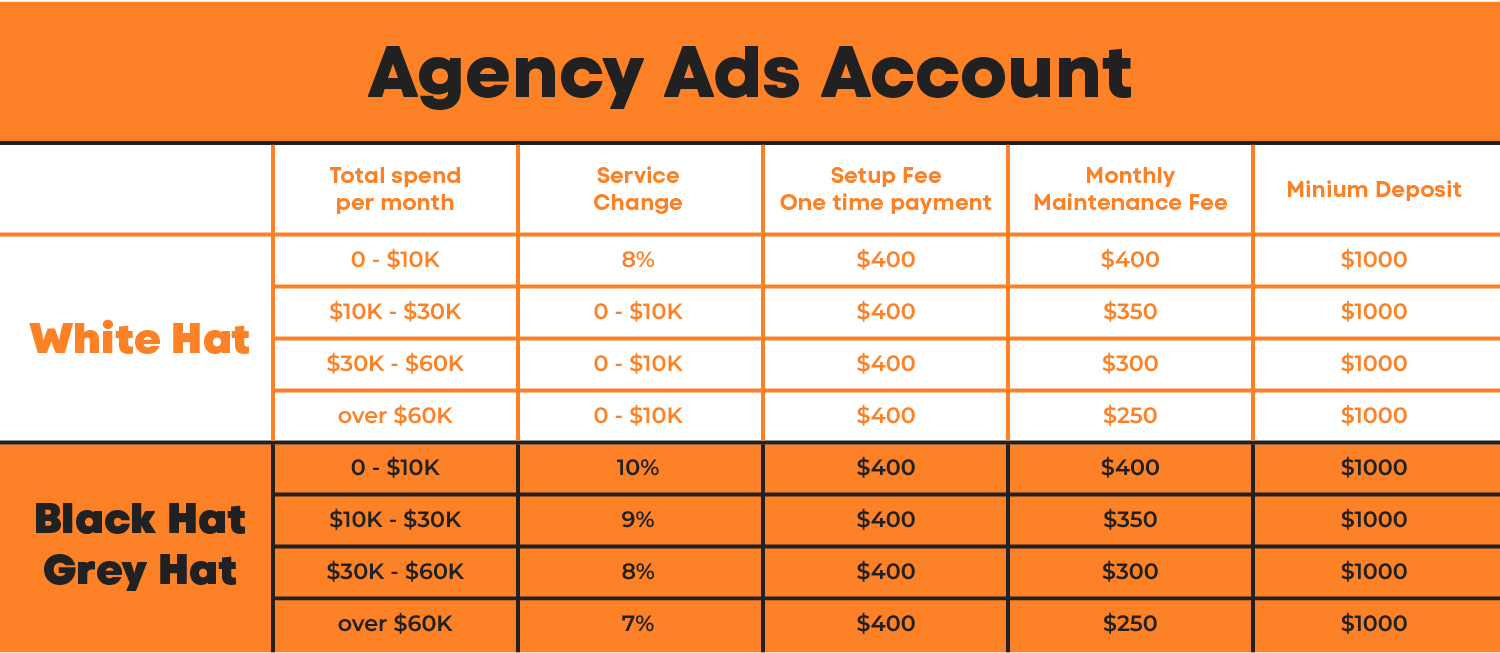 Agency Ads Account
Total spend per month Service Change Setup Fee One time payment Monthly Maintenance Fee Minium Deposit
White Hat
0 - $10K 8% $400 $400 $1000
$10K - $30K 0 - $10K $400 $350 $1000
$30K - $60K 0 - $10K $400 $300 $1000
over $60K 0 - $10K $400 $250 $1000
Black Hat
Grey Hat
0 - $10K 10% $400 $400 $1000
$10K - $30K 9% $400 $350 $1000
$30K - $60K 8% $400 $300 $1000
over $60K 7% $400 $250 $1000